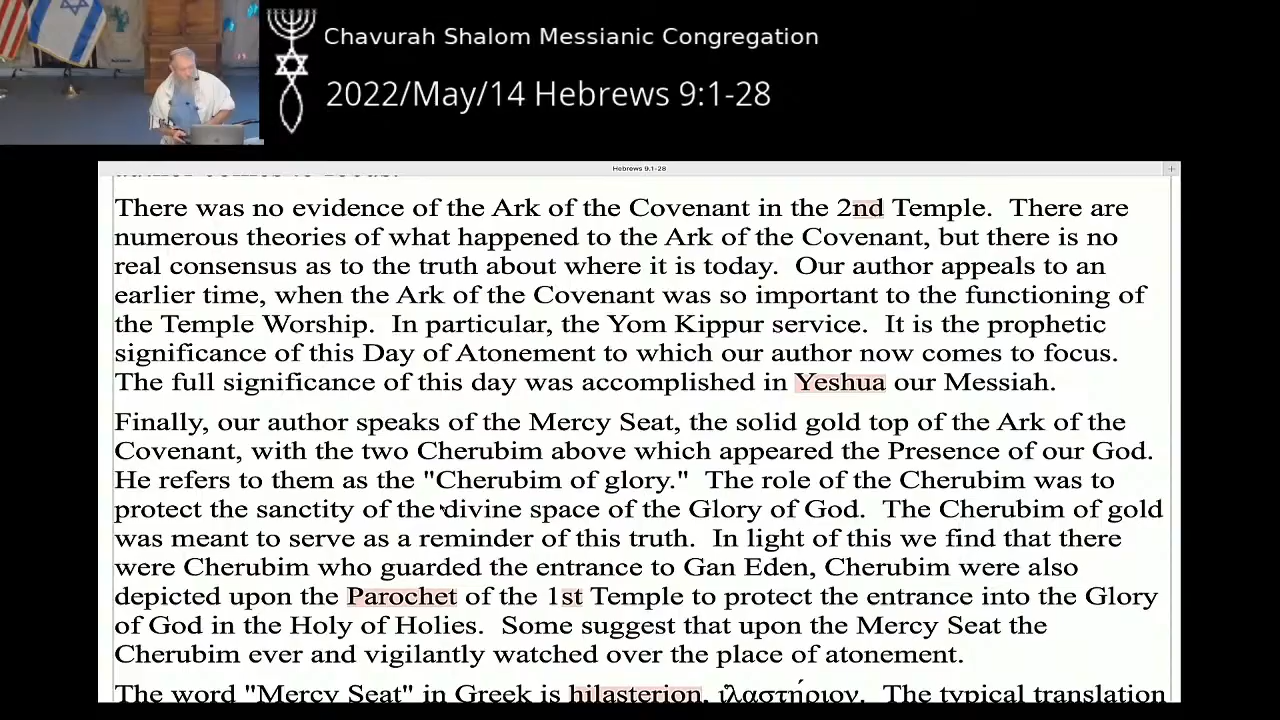 Chavurah Shalom Messianic Congregation
2022/May/14 Hebrews 9:1-28
Hebrews 9.1-28
There was no evidence of the Ark of the Covenant in the 2nd Temple. There are
numerous theories of what happened to the Ark of the Covenant, but there is no
real consensus as to the truth about where it is today. Our author appeals to an
earlier time, when the Ark of the Covenant was so important to the functioning of
the Temple Worship. In particular, the Yom Kippur service. It is the prophetic
significance of this Day of Atonement to which our author now comes to focus.
The full significance of this day was accomplished in Yeshua our Messiah.
Finally, our author speaks of the Mercy Seat, the solid gold top of the Ark of the
Covenant, with the two Cherubim above which appeared the Presence of our God.
He refers to them as the "Cherubim of glory." The role of the Cherubim was to
protect the sanctity of the divine space of the Glory of God. The Cherubim of gold
was meant to serve as a reminder of this truth. In light of this we find that there
were Cherubim who guarded the entrance to Gan Eden, Cherubim were also
depicted upon the Parochet of the 1st Temple to protect the entrance into the Glory
of God in the Holy of Holies. Some suggest that upon the Mercy Seat the
Cherubim ever and vigilantly watched over the place of atonement.
The word "Mercy Seat" in Greek is hilasterion, ἱλαστήριον. The typical translation